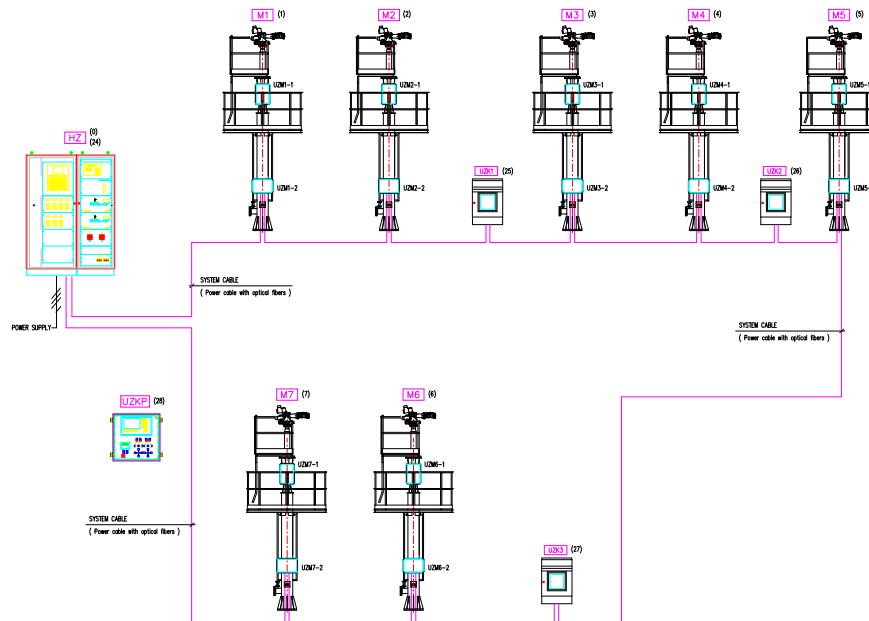 M1 (1)
M2 (2)
M3 (3)
M4 (4)
M5 (5)
UZM1-1
UZM2-1
UZM3-1
UZM4-1
UZM5-1
HZ (0)
(24)
UZK1 (25)
UZK2 (26)
UZM1-2
UZM2-2
UZM3-2
UZM4-2
UZM5-
SYSTEM CABLE
( Power cable with optical fibers )
POWER SUPPLY
SYSTEM CABLE
( Power cable with optical fibers )
UZKP (28)
M7 (7)
M6 (6)
UZM7-1
UZM6-1
SYSTEM CABLE
( Power cable with optical fibers )
UZK3 (27)
UZM7-2
UZM6-2